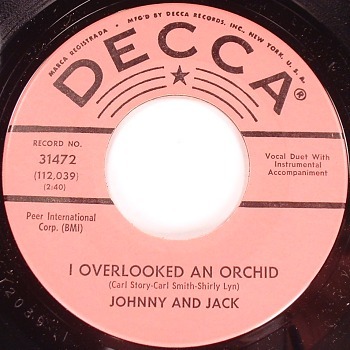 MARCA REGISTRADA • MF'D BY DECCA RECORDS, INC., NEW YORK, U.S.A.
DECCA®
RECORD NO.
31472
(112,039)
(2:40)
Vocal Duet With
Instrumental
Accompaniment
Peer International
Corp. (BMI)
I OVERLOOKED AN ORCHID
(Carl Story-Carl Smith-Shirly Lyn)
JOHNNY AND JACK